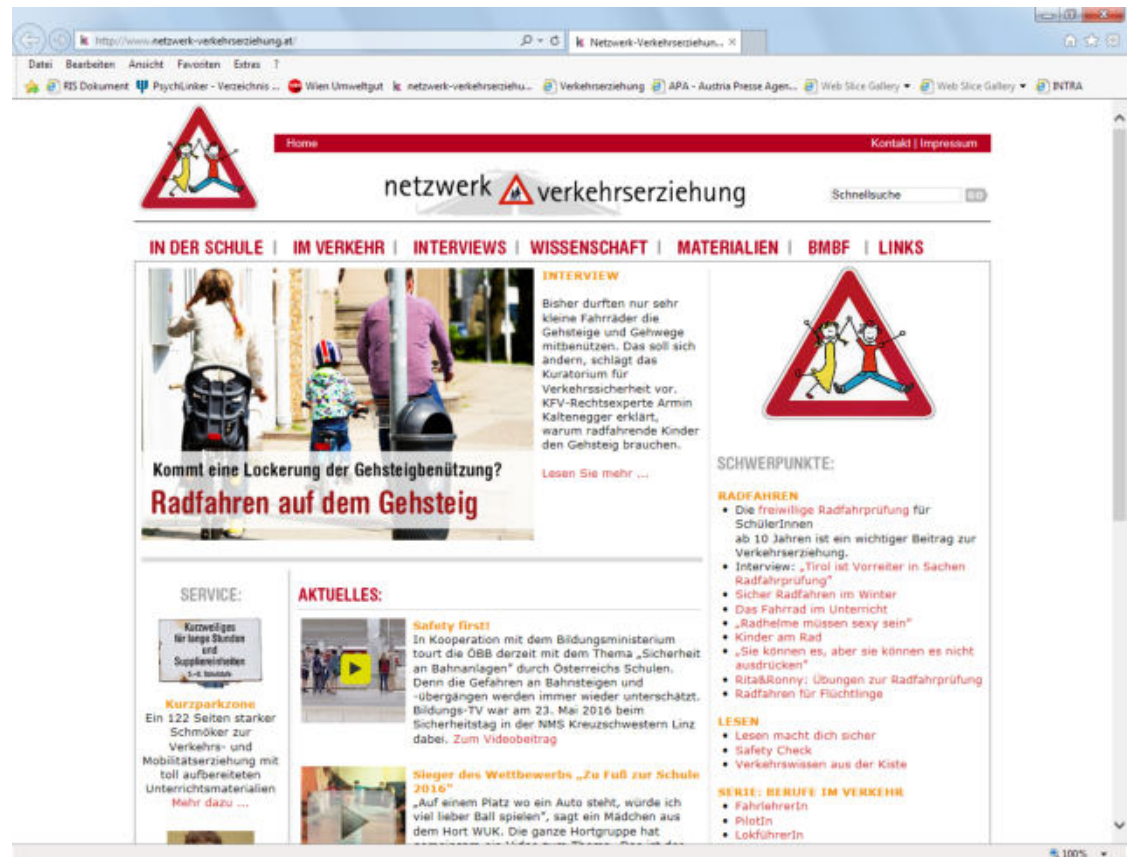 http://www.netzwerk-verkehrserziehung.at/
Netzwerk-Verkehrserziehun...
Datei Bearbeiten Ansicht Favoriten Extras ?
RIS Dokument PsychLinker - Verzeichnis ... Wien Umweltgut netzwerk-verkehrserziehu... Verkehrserziehung APA - Austria Presse Agen... Web Slice Gallery Web Slice Gallery INTRA
Home Kontakt | Impressum
netzwerk verkehrserziehung
Schnellsuche GO
IN DER SCHULE | IM VERKEHR | INTERVIEWS | WISSENSCHAFT | MATERIALIEN | BMBF | LINKS
Kommt eine Lockerung der Gehsteigbenützung?
Radfahren auf dem Gehsteig
INTERVIEW
Bisher durften nur sehr
kleine Fahrräder die
Gehsteige und Gehwege
mitbenützen. Das soll sich
ändern, schlägt das
Kuratorium für
Verkehrssicherheit vor.
KFV-Rechtsexperte Armin
Kaltenegger erklärt,
warum radfahrende Kinder
den Gehsteig brauchen.
Lesen Sie mehr ...
SERVICE:
Kurzweiliges
für lange Stunden
und
Suppliereinheiten
5.-8. Schulstufe
Kurzparkzone
Ein 122 Seiten starker
Schmöker zur
Verkehrs- und
Mobilitätserziehung mit
toll aufbereiteten
Unterrichtsmaterialien
Mehr dazu ...
AKTUELLES:
Safety first!
In Kooperation mit dem Bildungsministerium
tourt die ÖBB derzeit mit dem Thema „Sicherheit
an Bahnanlagen" durch Österreichs Schulen.
Denn die Gefahren an Bahnsteigen und
-übergängen werden immer wieder unterschätzt.
Bildungs-TV war am 23. Mai 2016 beim
Sicherheitstag in der NMS Kreuzschwestern Linz
dabei. Zum Videobeitrag
Sieger des Wettbewerbs „Zu Fuß zur Schule
2016"
„Auf einem Platz wo ein Auto steht, würde ich
viel lieber Ball spielen", sagt ein Mädchen aus
dem Hort WUK. Die ganze Hortgruppe hat
SCHWERPUNKTE:
RADFAHREN
• Die freiwillige Radfahrprüfung für
SchülerInnen
ab 10 Jahren ist ein wichtiger Beitrag zur
Verkehrserziehung.
• Interview: „Tirol ist Vorreiter in Sachen
Radfahrprüfung"
• Sicher Radfahren im Winter
• Das Fahrrad im Unterricht
• „Radhelme müssen sexy sein"
• Kinder am Rad
• „Sie können es, aber sie können es nicht
ausdrücken"
• Rita&Ronny: Übungen zur Radfahrprüfung
• Radfahren für Flüchtlinge
LESEN
• Lesen macht dich sicher
• Safety Check
• Verkehrswissen aus der Kiste
SERIE: BERUFE IM VERKEHR
• FahrlehrerIn
• PilotIn
• LokführerIn
100%